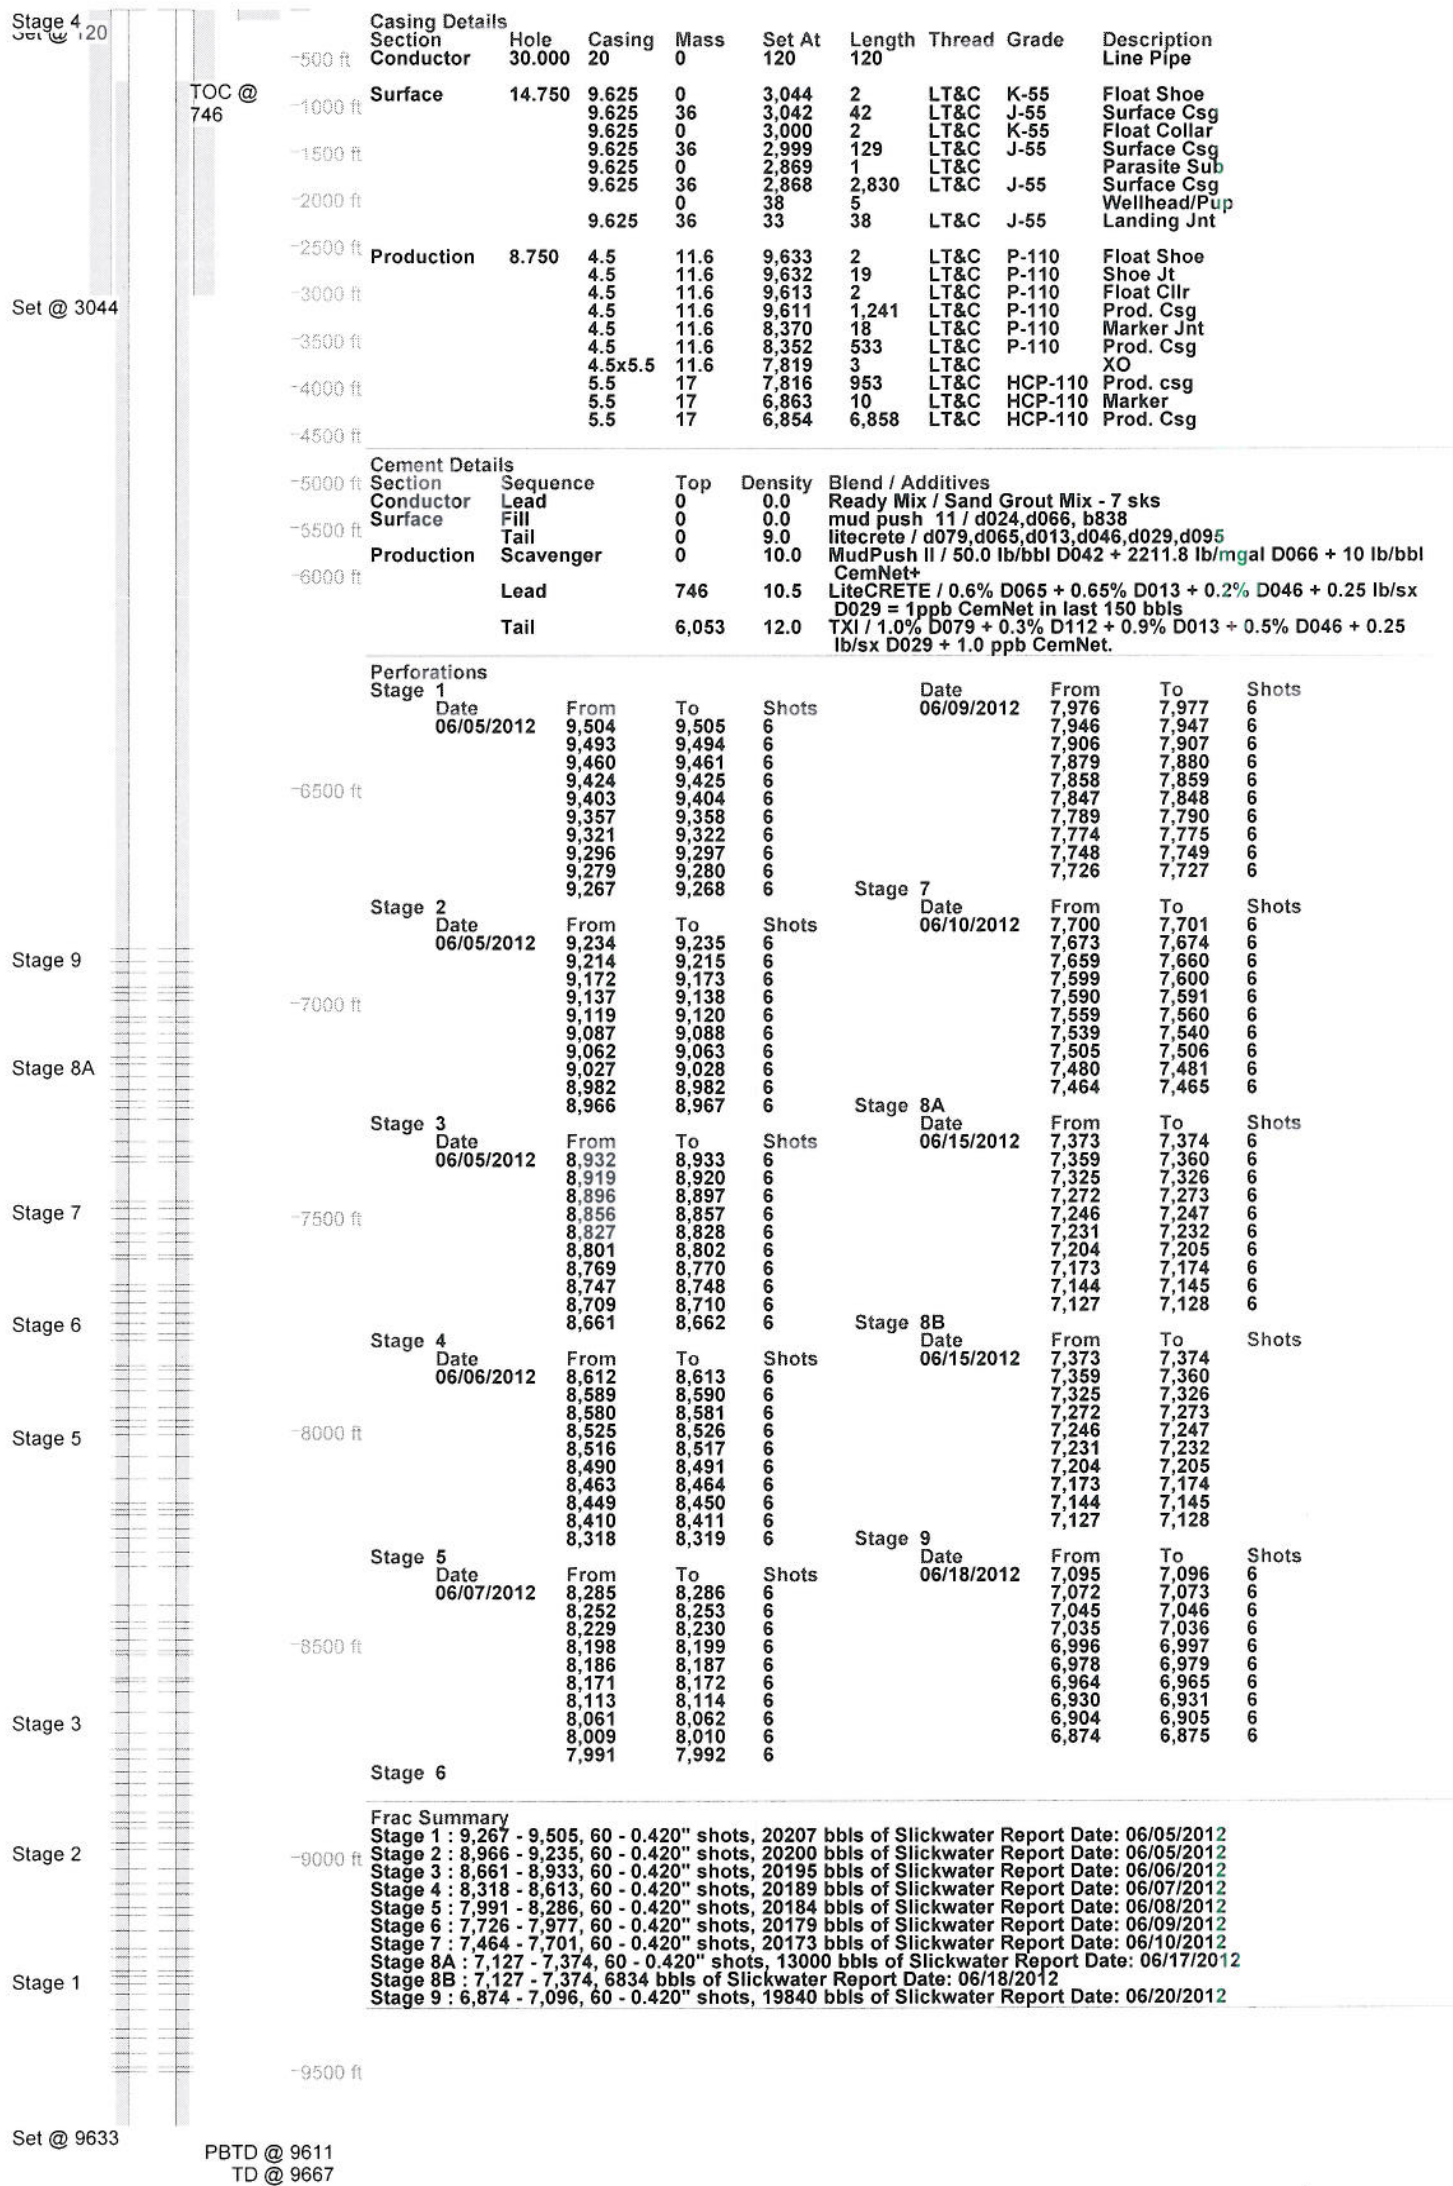 Stage 4
120
Casing Details
Section Hole Casing Mass Set At Length Thread Grade Description
Conductor 30.000 20 0 120 120 Line Pipe
Surface 14.750 9.625 0 3,044 2 LT&C K-55 Float Shoe
9.625 36 3,042 42 LT&C J-55 Surface Csg
9.625 0 3,000 2 LT&C K-55 Float Collar
9.625 36 2,999 129 LT&C J-55 Surface Csg
9.625 0 2,869 1 LT&C Parasite Sub
9.625 36 2,868 2,830 LT&C J-55 Surface Csg
0 38 5 Wellhead/Pup
9.625 36 33 38 LT&C J-55 Landing Jnt
Production 8.750 4.5 11.6 9,633 2 LT&C P-110 Float Shoe
4.5 11.6 9,632 19 LT&C P-110 Shoe Jt
4.5 11.6 9,613 2 LT&C P-110 Float Cllr
4.5 11.6 9,611 1,241 LT&C P-110 Prod. Csg
4.5 11.6 8,370 18 LT&C P-110 Marker Jnt
4.5 11.6 8,352 533 LT&C P-110 Prod. Csg
4.5x5.5 11.6 7,819 3 LT&C XO
5.5 17 7,816 953 LT&C HCP-110 Prod. csg
5.5 17 6,863 10 LT&C HCP-110 Marker
5.5 17 6,854 6,858 LT&C HCP-110 Prod. Csg
Cement Details
Section Sequence Top Density Blend / Additives
Conductor Lead 0 0.0 Ready Mix / Sand Grout Mix - 7 sks
Surface Fill 0 0.0 mud push 11 / d024,d066, b838
Tail 0 9.0 litecrete / d079,d065,d013,d046,d029,d095
Production Scavenger 0 10.0 MudPush II / 50.0 lb/bbl D042 + 2211.8 lb/mgal D066 + 10 lb/bbl
CemNet+
Lead 746 10.5 LiteCRETE / 0.6% D065 + 0.65% D013 + 0.2% D046 + 0.25 lb/sx
D029 = 1ppb CemNet in last 150 bbls
Tail 6,053 12.0 TXI / 1.0% D079 + 0.3% D112 + 0.9% D013 + 0.5% D046 + 0.25
lb/sx D029 + 1.0 ppb CemNet.
Perforations
Stage 1
Date From To Shots
06/05/2012 9,504 9,505 6
9,493 9,494 6
9,460 9,461 6
9,424 9,425 6
9,403 9,404 6
9,357 9,358 6
9,321 9,322 6
9,296 9,297 6
9,279 9,280 6
9,267 9,268 6
Stage 2
Date From To Shots
06/05/2012 9,234 9,235 6
9,214 9,215 6
9,172 9,173 6
9,137 9,138 6
9,119 9,120 6
9,087 9,088 6
9,062 9,063 6
9,027 9,028 6
8,982 8,982 6
8,966 8,967 6
Stage 3
Date From To Shots
06/05/2012 8,932 8,933 6
8,919 8,920 6
8,896 8,897 6
8,856 8,857 6
8,827 8,828 6
8,801 8,802 6
8,769 8,770 6
8,747 8,748 6
8,709 8,710 6
8,661 8,662 6
Stage 4
Date From To Shots
06/06/2012 8,612 8,613 6
8,589 8,590 6
8,580 8,581 6
8,525 8,526 6
8,516 8,517 6
8,490 8,491 6
8,463 8,464 6
8,449 8,450 6
8,410 8,411 6
8,318 8,319 6
Stage 5
Date From To Shots
06/07/2012 8,285 8,286 6
8,252 8,253 6
8,229 8,230 6
8,198 8,199 6
8,186 8,187 6
8,171 8,172 6
8,113 8,114 6
8,061 8,062 6
8,009 8,010 6
7,991 7,992 6
Stage 6
Date From To Shots
06/09/2012 7,976 7,977 6
7,946 7,947 6
7,906 7,907 6
7,879 7,880 6
7,858 7,859 6
7,847 7,848 6
7,789 7,790 6
7,774 7,775 6
7,748 7,749 6
7,726 7,727 6
Stage 7
Date From To Shots
06/10/2012 7,700 7,701 6
7,673 7,674 6
7,659 7,660 6
7,599 7,600 6
7,590 7,591 6
7,559 7,560 6
7,539 7,540 6
7,505 7,506 6
7,480 7,481 6
7,464 7,465 6
Stage 8A
Date From To Shots
06/15/2012 7,373 7,374 6
7,359 7,360 6
7,325 7,326 6
7,272 7,273 6
7,246 7,247 6
7,231 7,232 6
7,204 7,205 6
7,173 7,174 6
7,144 7,145 6
7,127 7,128 6
Stage 8B
Date From To Shots
06/15/2012 7,373 7,374
7,359 7,360
7,325 7,326
7,272 7,273
7,246 7,247
7,231 7,232
7,204 7,205
7,173 7,174
7,144 7,145
7,127 7,128
Stage 9
Date From To Shots
06/18/2012 7,095 7,096 6
7,072 7,073 6
7,045 7,046 6
7,035 7,036 6
6,996 6,997 6
6,978 6,979 6
6,964 6,965 6
6,930 6,931 6
6,904 6,905 6
6,874 6,875 6
Frac Summary
Stage 1 : 9,267 - 9,505, 60 - 0.420" shots, 20207 bbls of Slickwater Report Date: 06/05/2012
Stage 2 : 8,966 - 9,235, 60 - 0.420" shots, 20200 bbls of Slickwater Report Date: 06/05/2012
Stage 3 : 8,661 - 8,933, 60 - 0.420" shots, 20195 bbls of Slickwater Report Date: 06/06/2012
Stage 4 : 8,318 - 8,613, 60 - 0.420" shots, 20189 bbls of Slickwater Report Date: 06/07/2012
Stage 5 : 7,991 - 8,286, 60 - 0.420" shots, 20184 bbls of Slickwater Report Date: 06/08/2012
Stage 6 : 7,726 - 7,977, 60 - 0.420" shots, 20179 bbls of Slickwater Report Date: 06/09/2012
Stage 7 : 7,464 - 7,701, 60 - 0.420" shots, 20173 bbls of Slickwater Report Date: 06/10/2012
Stage 8A : 7,127 - 7,374, 60 - 0.420" shots, 13000 bbls of Slickwater Report Date: 06/17/2012
Stage 8B : 7,127 - 7,374, 6834 bbls of Slickwater Report Date: 06/18/2012
Stage 9 : 6,874 - 7,096, 60 - 0.420" shots, 19840 bbls of Slickwater Report Date: 06/20/2012
TOC @
746
Set @ 3044
Stage 9
Stage 8A
Stage 7
Stage 6
Stage 5
Stage 3
Stage 2
Stage 1
Set @ 9633
PBTD @ 9611
TD @ 9667
-500 ft
-1000 ft
-1500 ft
-2000 ft
-2500 ft
-3000 ft
-3500 ft
-4000 ft
-4500 ft
-5000 ft
-5500 ft
-6000 ft
-6500 ft
-7000 ft
-7500 ft
-8000 ft
-8500 ft
-9000 ft
-9500 ft